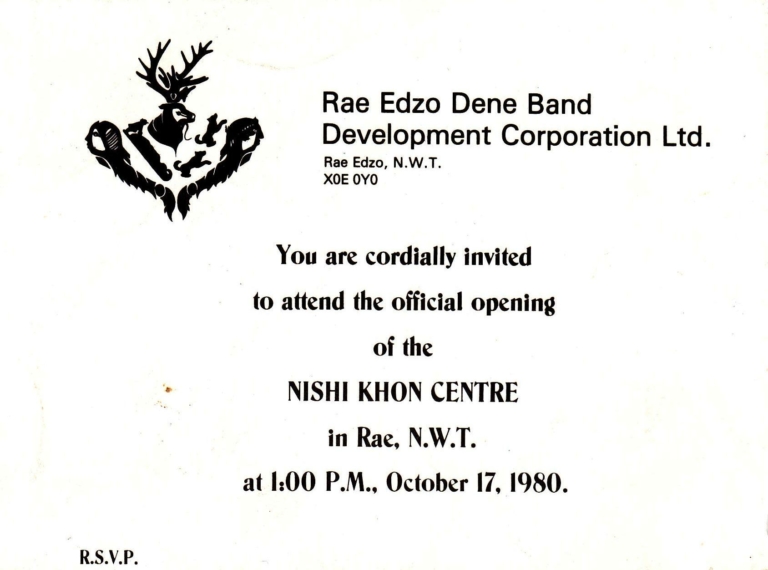 Rae Edzo Dene Band
Development Corporation Ltd.
Rae Edzo, N.W.T.
X0E 0Y0
You are cordially invited
to attend the official opening
of the
NISHI KHON CENTRE
in Rae, N.W.T.
at 1:00 P.M., October 17, 1980.
R.S.V.P.